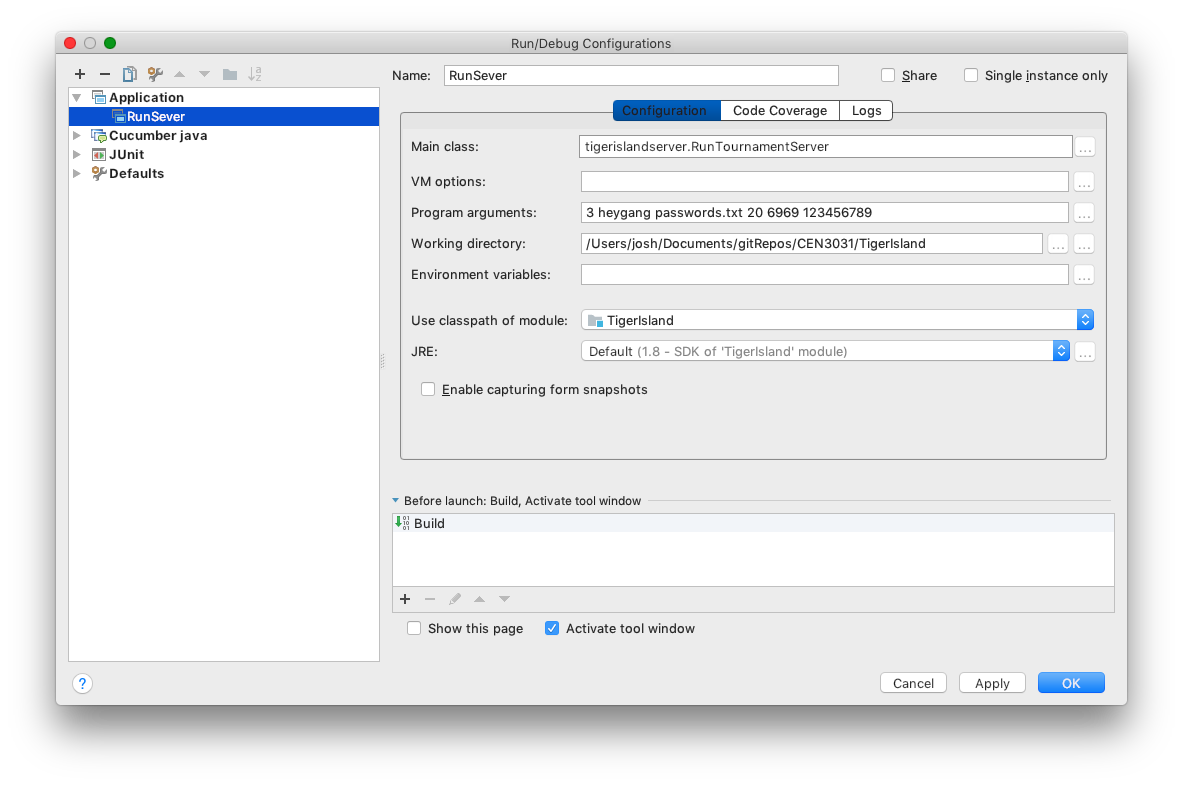 Run/Debug Configurations
Name: RunSever Share Single instance only
Application
RunSever
Cucumber java
JUnit
Defaults
Configuration Code Coverage Logs
Main class: tigerislandserver.RunTournamentServer ...
VM options: ...
Program arguments: 3 heygang passwords.txt 20 6969 123456789 ...
Working directory: /Users/josh/Documents/gitRepos/CEN3031/TigerIsland ... ...
Environment variables: ...
Use classpath of module: TigerIsland
JRE: Default (1.8 - SDK of 'TigerIsland' module) ...
Enable capturing form snapshots
Before launch: Build, Activate tool window
Build
Show this page Activate tool window
? Cancel Apply OK